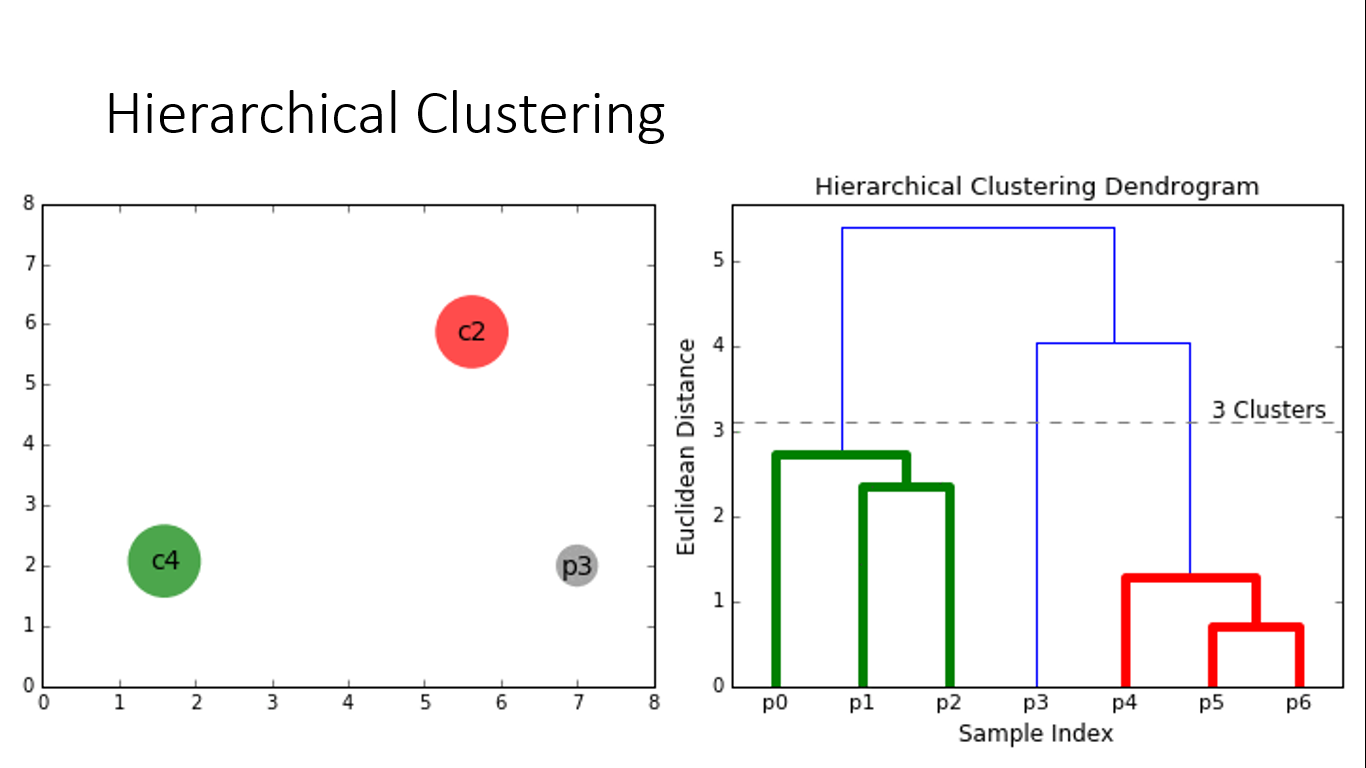 Hierarchical Clustering
8
7
6
5
4
3
2
1
0
c2
c4
p3
0 1 2 3 4 5 6 7 8
Hierarchical Clustering Dendrogram
Euclidean Distance
5
4
3
2
1
0
3 Clusters
p0 p1 p2 p3 p4 p5 p6
Sample Index